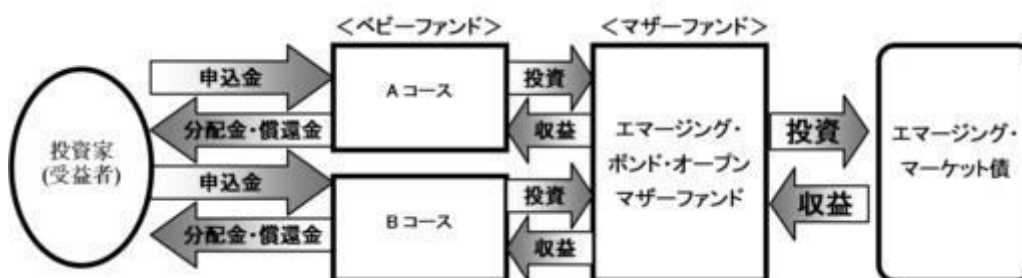 ＜ベビーファンド＞
＜マザーファンド＞
申込金
分配金・償還金
申込金
分配金・償還金
投資家
(受益者)
Aコース
Bコース
投資
収益
投資
収益
エマージング・
ボンド・オープン
マザーファンド
投資
収益
エマージング・
マーケット債